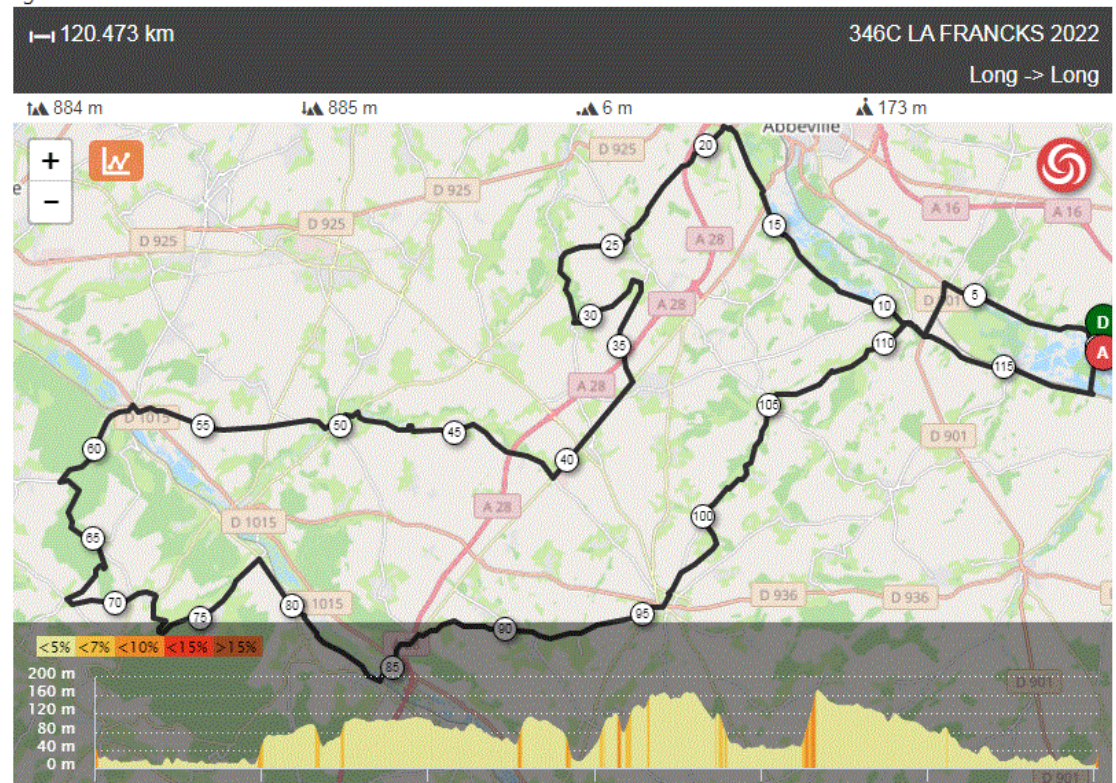 120.473 km
346C LA FRANCKS 2022
Long -> Long
884 m
885 m
6 m
173 m
+
−
Abbeville
D 925
D 925
D 925
D 925
A 16
A 16
A 28
A 28
A 28
A 28
20
15
25
30
35
10
5
D
A
110
115
105
D 901
D 1015
55
50
45
40
60
65
D 1015
100
70
75
80
1015
95
D 936
D 936
90
85
<5% <7% <10% <15% >15%
200 m
160 m
120 m
80 m
40 m
0 m
D 901
D 901